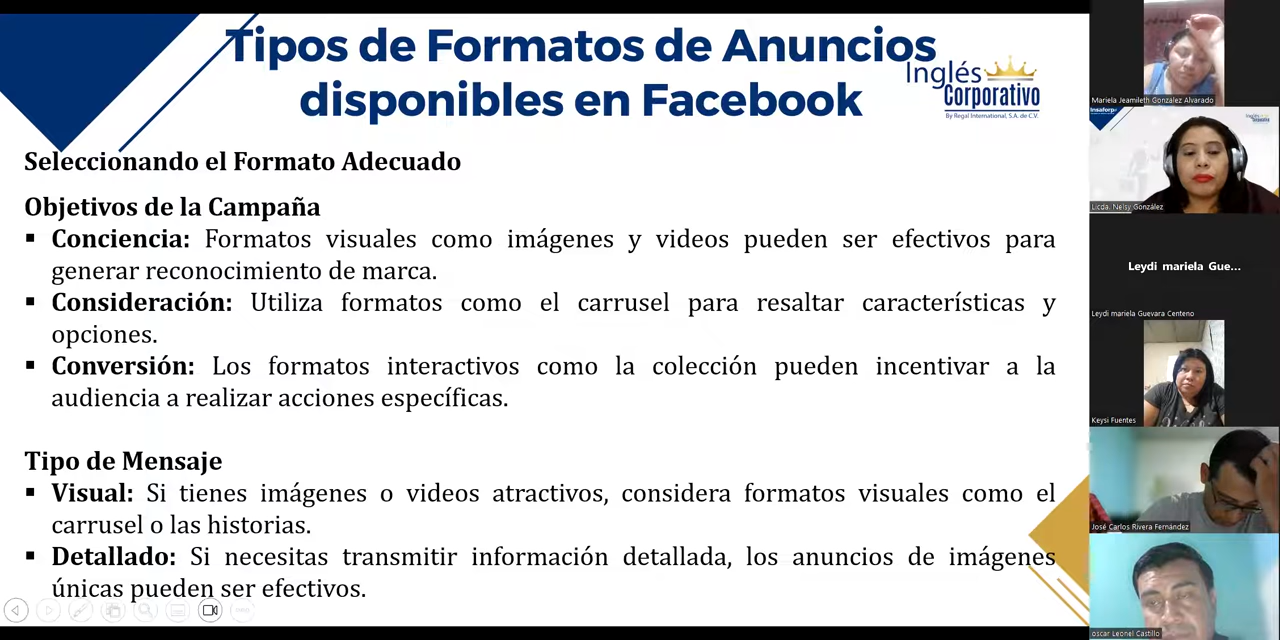 Tipos de Formatos de Anuncios
disponibles en Facebook
Inglés
Corporativo
By Regal International, S.A. de C.V.
Seleccionando el Formato Adecuado
Objetivos de la Campaña
▪ Conciencia: Formatos visuales como imágenes y videos pueden ser efectivos para
generar reconocimiento de marca.
▪ Consideración: Utiliza formatos como el carrusel para resaltar características y
opciones.
▪ Conversión: Los formatos interactivos como la colección pueden incentivar a la
audiencia a realizar acciones específicas.
Tipo de Mensaje
▪ Visual: Si tienes imágenes o videos atractivos, considera formatos visuales como el
carrusel o las historias.
▪ Detallado: Si necesitas transmitir información detallada, los anuncios de imágenes
únicas pueden ser efectivos.
Mariela Jeamileth Gonzalez Alvarado
Insaforp
Licda. Nelsy González
Leydi mariela Gue...
Leydi mariela Guevara Centeno
Keysi Fuentes
José Carlos Rivera Fernández
oscar Leonel Castillo